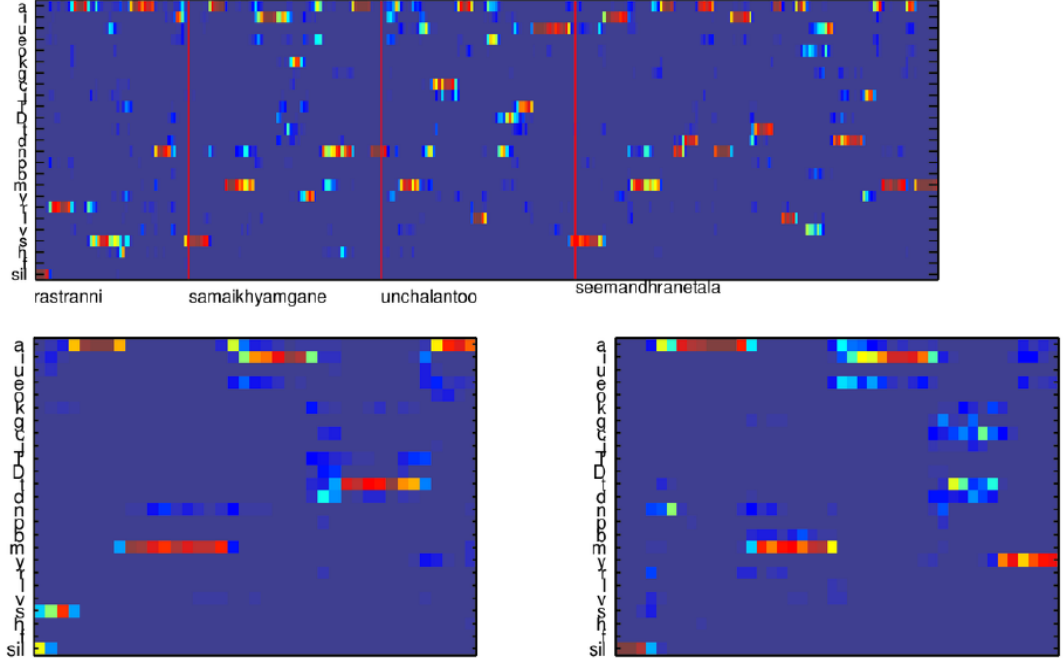 a
i
u
e
o
k
g
c
j
T
D
t
d
n
p
b
m
y
r
l
v
s
h
f
sil
rastranni samaikhyamgane unchalantoo seemandhranetala
a
i
u
e
o
k
g
c
j
T
D
t
d
n
p
b
m
y
r
l
v
s
h
f
sil
a
i
u
e
o
k
g
c
j
T
D
t
d
n
p
b
m
y
r
l
v
s
h
f
sil